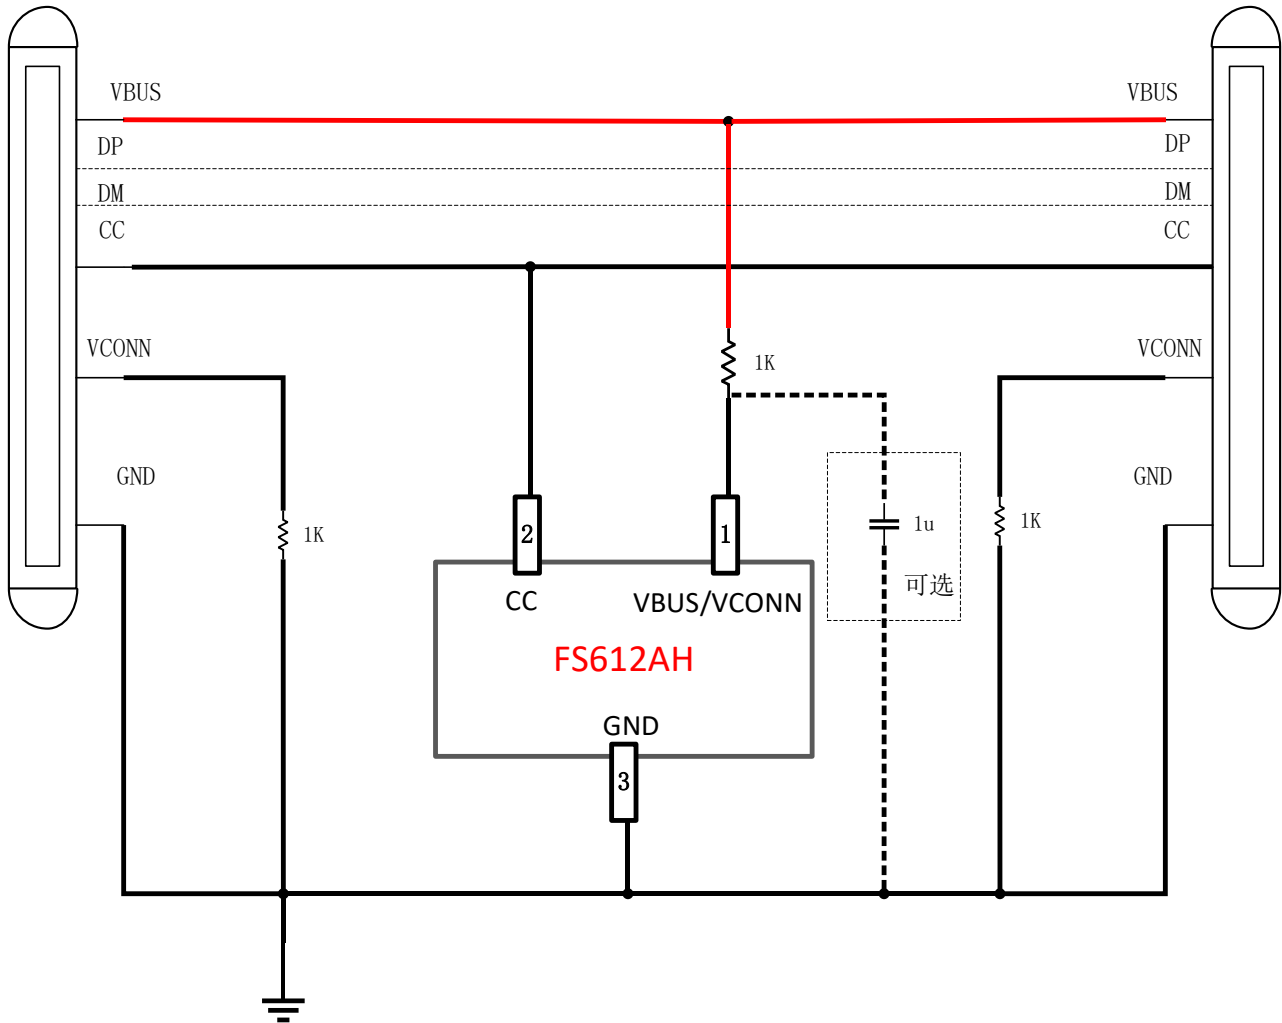 VBUS
VBUS
DP
DP
DM
DM
CC
CC
VCONN
1K
VCONN
GND
GND
1K
2
1
1u
1K
可选
CC
VBUS/VCONN
FS612AH
GND
3